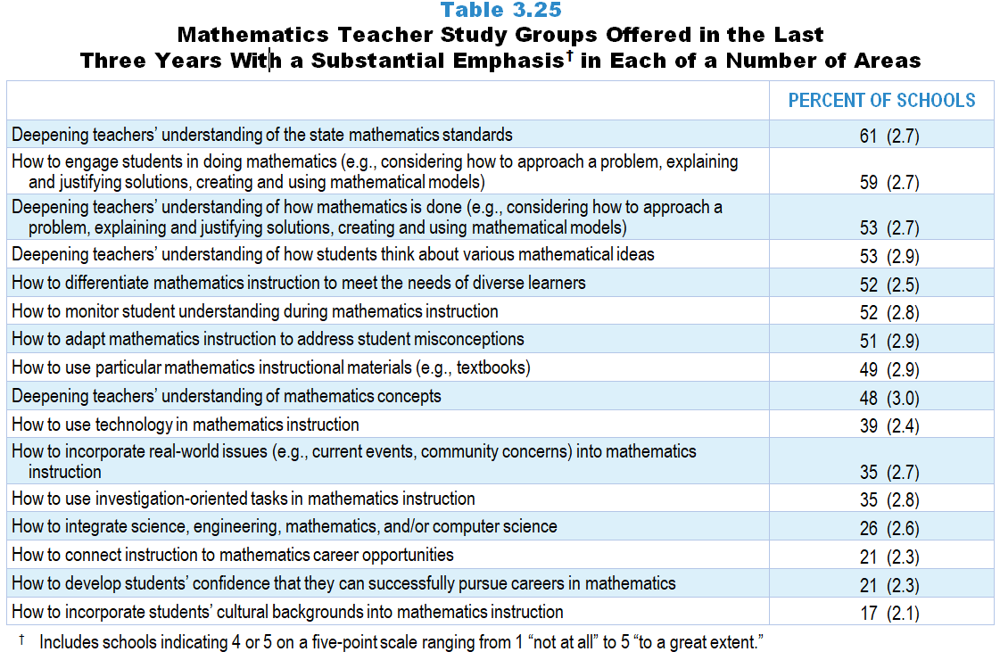 Table 3.25
Mathematics Teacher Study Groups Offered in the Last
Three Years With a Substantial Emphasis† in Each of a Number of Areas
PERCENT OF SCHOOLS
Deepening teachers’ understanding of the state mathematics standards 61 (2.7)
How to engage students in doing mathematics (e.g., considering how to approach a problem, explaining
and justifying solutions, creating and using mathematical models) 59 (2.7)
Deepening teachers’ understanding of how mathematics is done (e.g., considering how to approach a
problem, explaining and justifying solutions, creating and using mathematical models) 53 (2.7)
Deepening teachers’ understanding of how students think about various mathematical ideas 53 (2.9)
How to differentiate mathematics instruction to meet the needs of diverse learners 52 (2.5)
How to monitor student understanding during mathematics instruction 52 (2.8)
How to adapt mathematics instruction to address student misconceptions 51 (2.9)
How to use particular mathematics instructional materials (e.g., textbooks) 49 (2.9)
Deepening teachers’ understanding of mathematics concepts 48 (3.0)
How to use technology in mathematics instruction 39 (2.4)
How to incorporate real-world issues (e.g., current events, community concerns) into mathematics
instruction 35 (2.7)
How to use investigation-oriented tasks in mathematics instruction 35 (2.8)
How to integrate science, engineering, mathematics, and/or computer science 26 (2.6)
How to connect instruction to mathematics career opportunities 21 (2.3)
How to develop students’ confidence that they can successfully pursue careers in mathematics 21 (2.3)
How to incorporate students’ cultural backgrounds into mathematics instruction 17 (2.1)
† Includes schools indicating 4 or 5 on a five-point scale ranging from 1 “not at all” to 5 “to a great extent.”